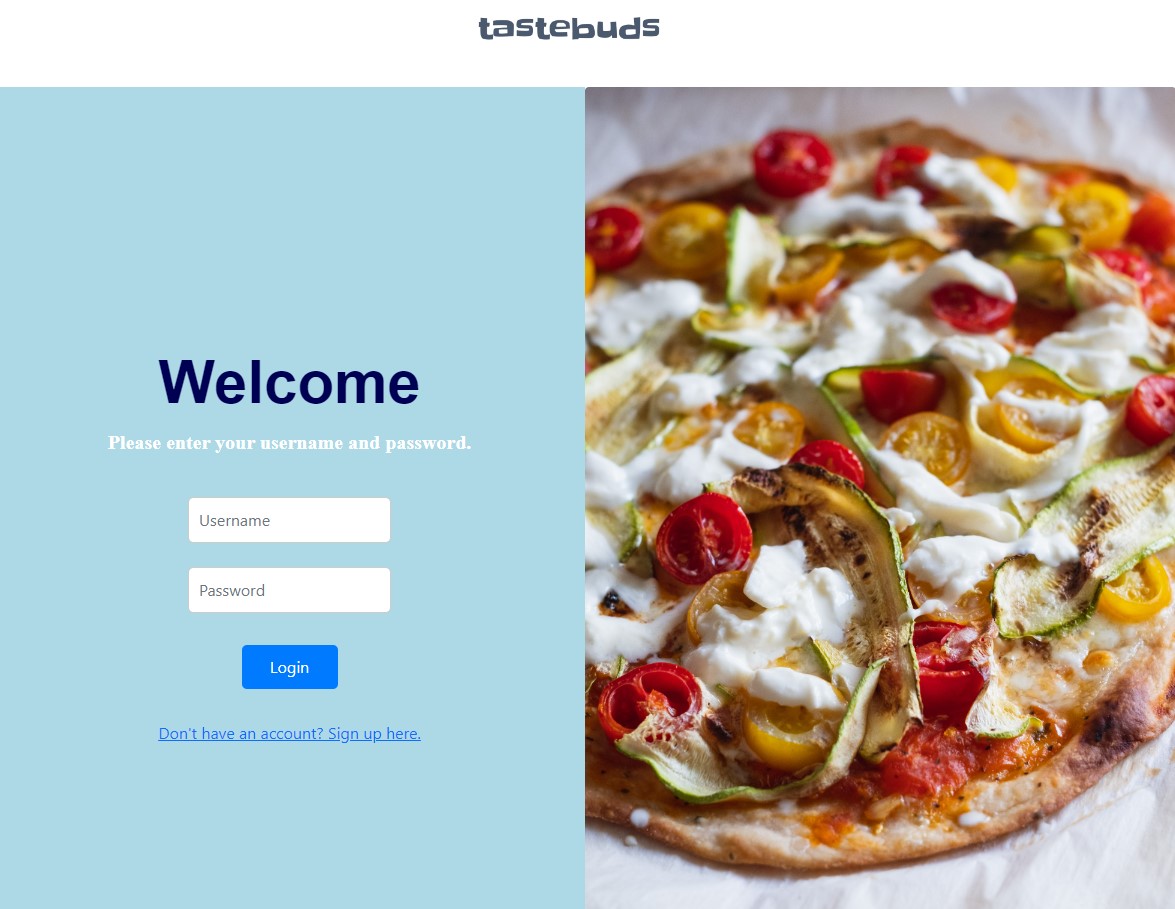 tastebuds
Welcome
Please enter your username and password.
Username
Password
Login
Don't have an account? Sign up here.